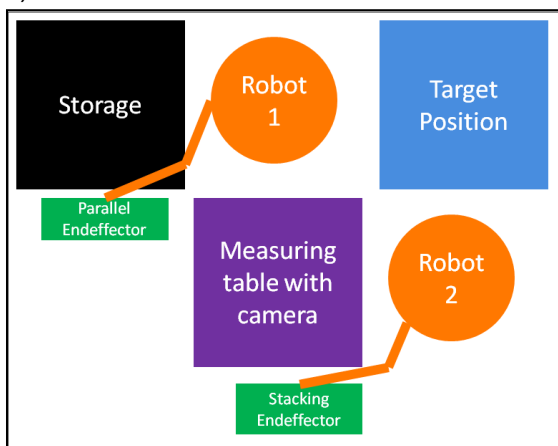 Storage
Robot
1
Target
Position
Parallel
Endeffector
Measuring
table with
camera
Robot
2
Stacking
Endeffector